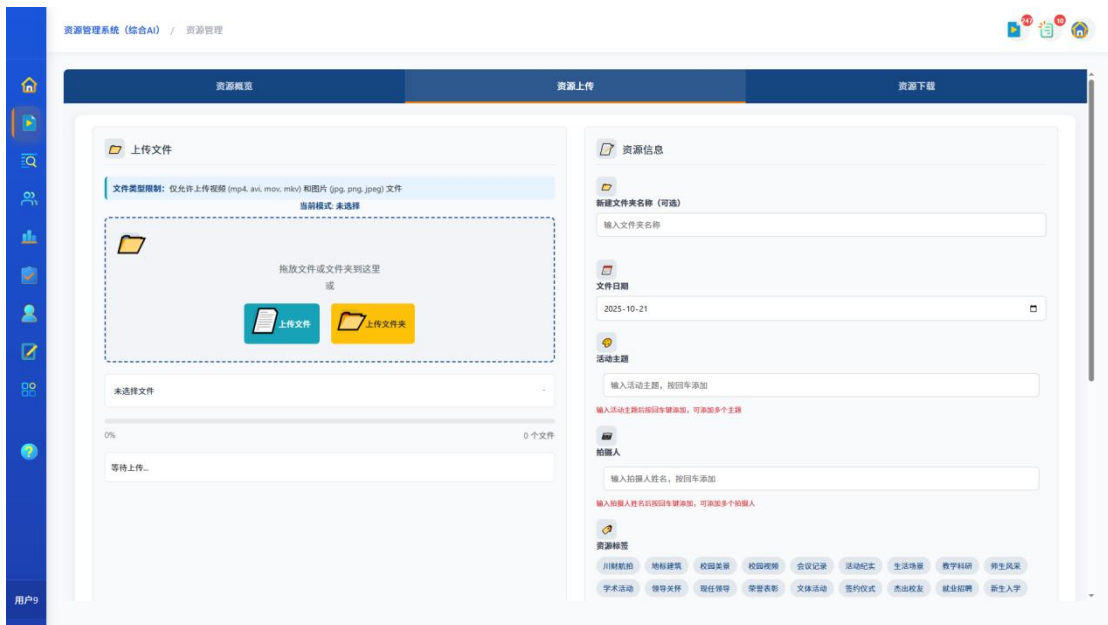 资源管理系统（综合AI） / 资源管理
247
10
资源概览
资源上传
资源下载
上传文件
文件类型限制：仅允许上传视频 (mp4, avi, mov, mkv) 和图片 (jpg, png, jpeg) 文件
当前模式: 未选择
拖放文件或文件夹到这里
或
上传文件
上传文件夹
未选择文件 -
0% 0 个文件
等待上传...
资源信息
新建文件夹名称（可选）
输入文件夹名称
文件日期
2025-10-21
活动主题
输入活动主题，按回车添加
输入活动主题后按回车键添加，可添加多个主题
拍摄人
输入拍摄人姓名，按回车添加
输入拍摄人姓名后按回车键添加，可添加多个拍摄人
资源标签
川财航拍 地标建筑 校园美景 校园视频 会议记录 活动纪实 生活场景 教学科研 师生风采
学术活动 领导关怀 现任领导 荣誉表彰 文体活动 签约仪式 杰出校友 就业招聘 新生入学
用户9